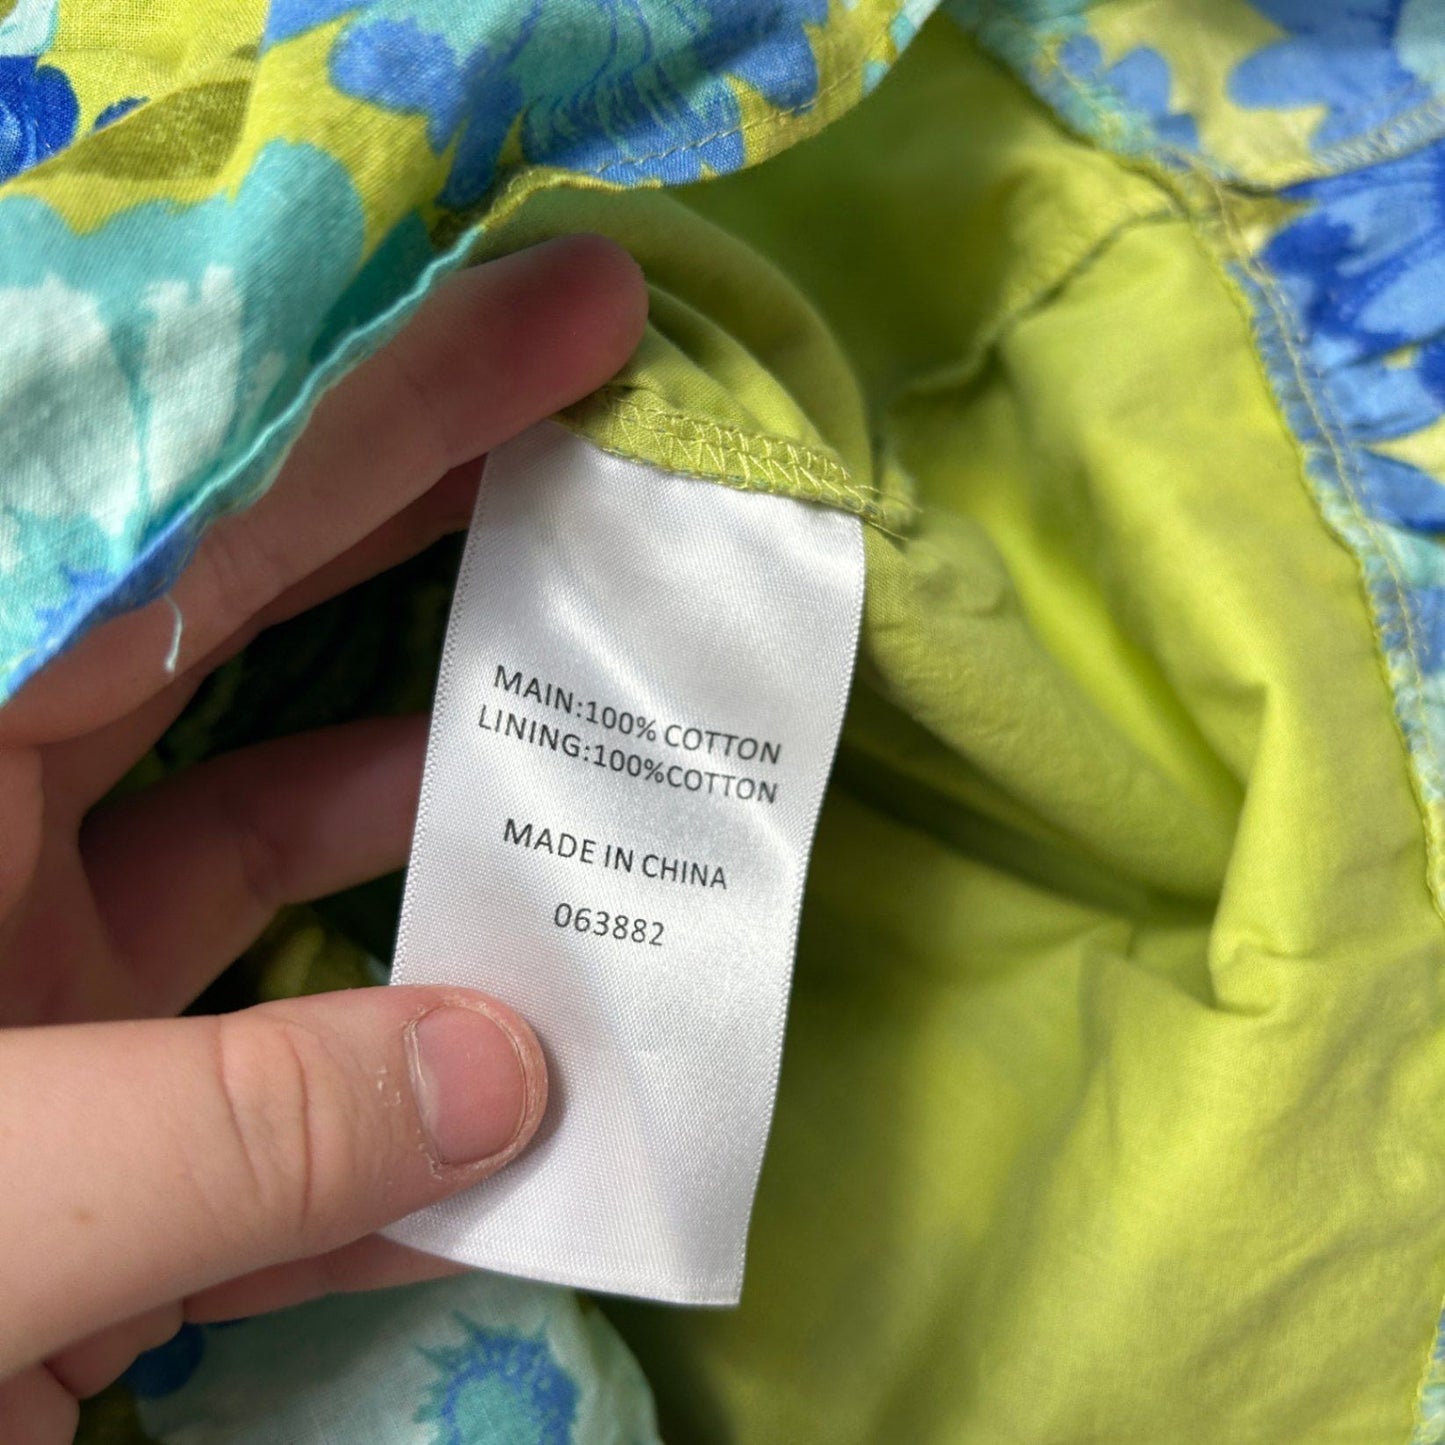 MAIN:100% COTTON
LINING:100%COTTON
MADE IN CHINA
063882